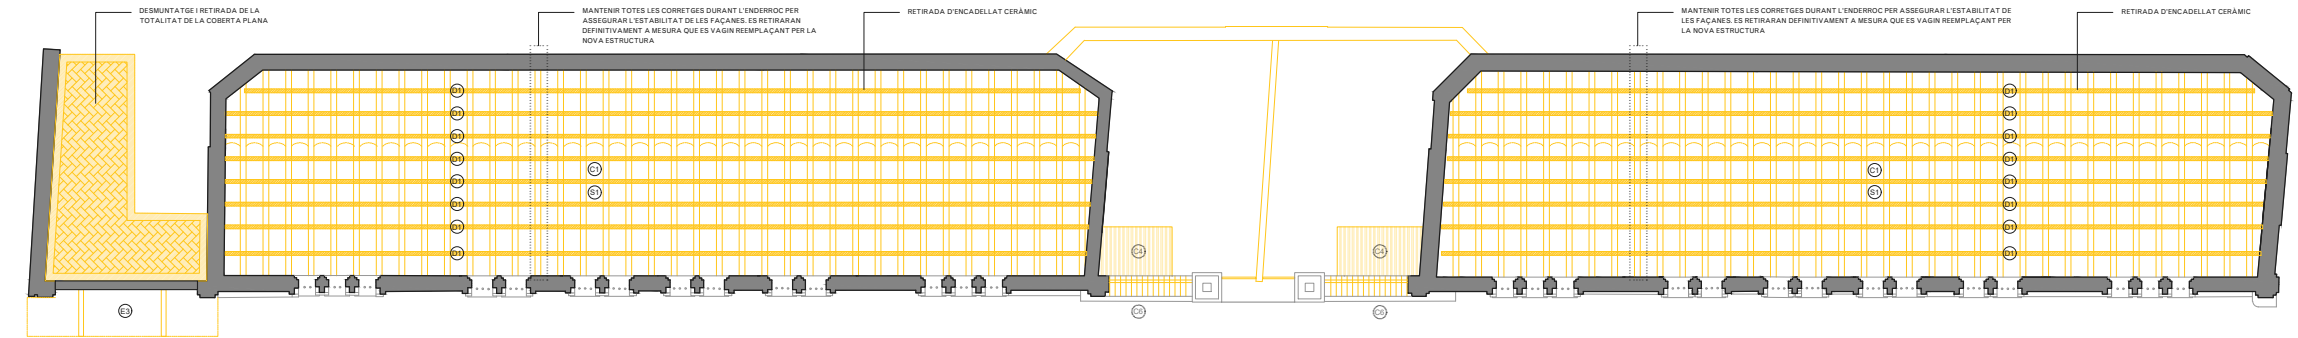 DESMUNTATGE I RETIRADA DE LA
TOTALITAT DE LA COBERTA PLANA
MANTENIR TOTES LES CORRETGES DURANT L'ENDERROC PER
ASSEGURAR L'ESTABILITAT DE LES FAÇANES. ES RETIRARAN
DEFINITIVAMENT A MESURA QUE ES VAGIN REEMPLAÇANT PER LA
NOVA ESTRUCTURA
RETIRADA D'ENCADELLAT CERÀMIC
MANTENIR TOTES LES CORRETGES DURANT L'ENDERROC PER ASSEGURAR L'ESTABILITAT DE
LES FAÇANES. ES RETIRARAN DEFINITIVAMENT A MESURA QUE ES VAGIN REEMPLAÇANT PER
LA NOVA ESTRUCTURA
RETIRADA D'ENCADELLAT CERÀMIC
D1
D1
D1
D1
D1
D1
D1
D1
C1
S1
C4
C6
E3
C4
C6
C1
S1
D1
D1
D1
D1
D1
D1
D1
D1